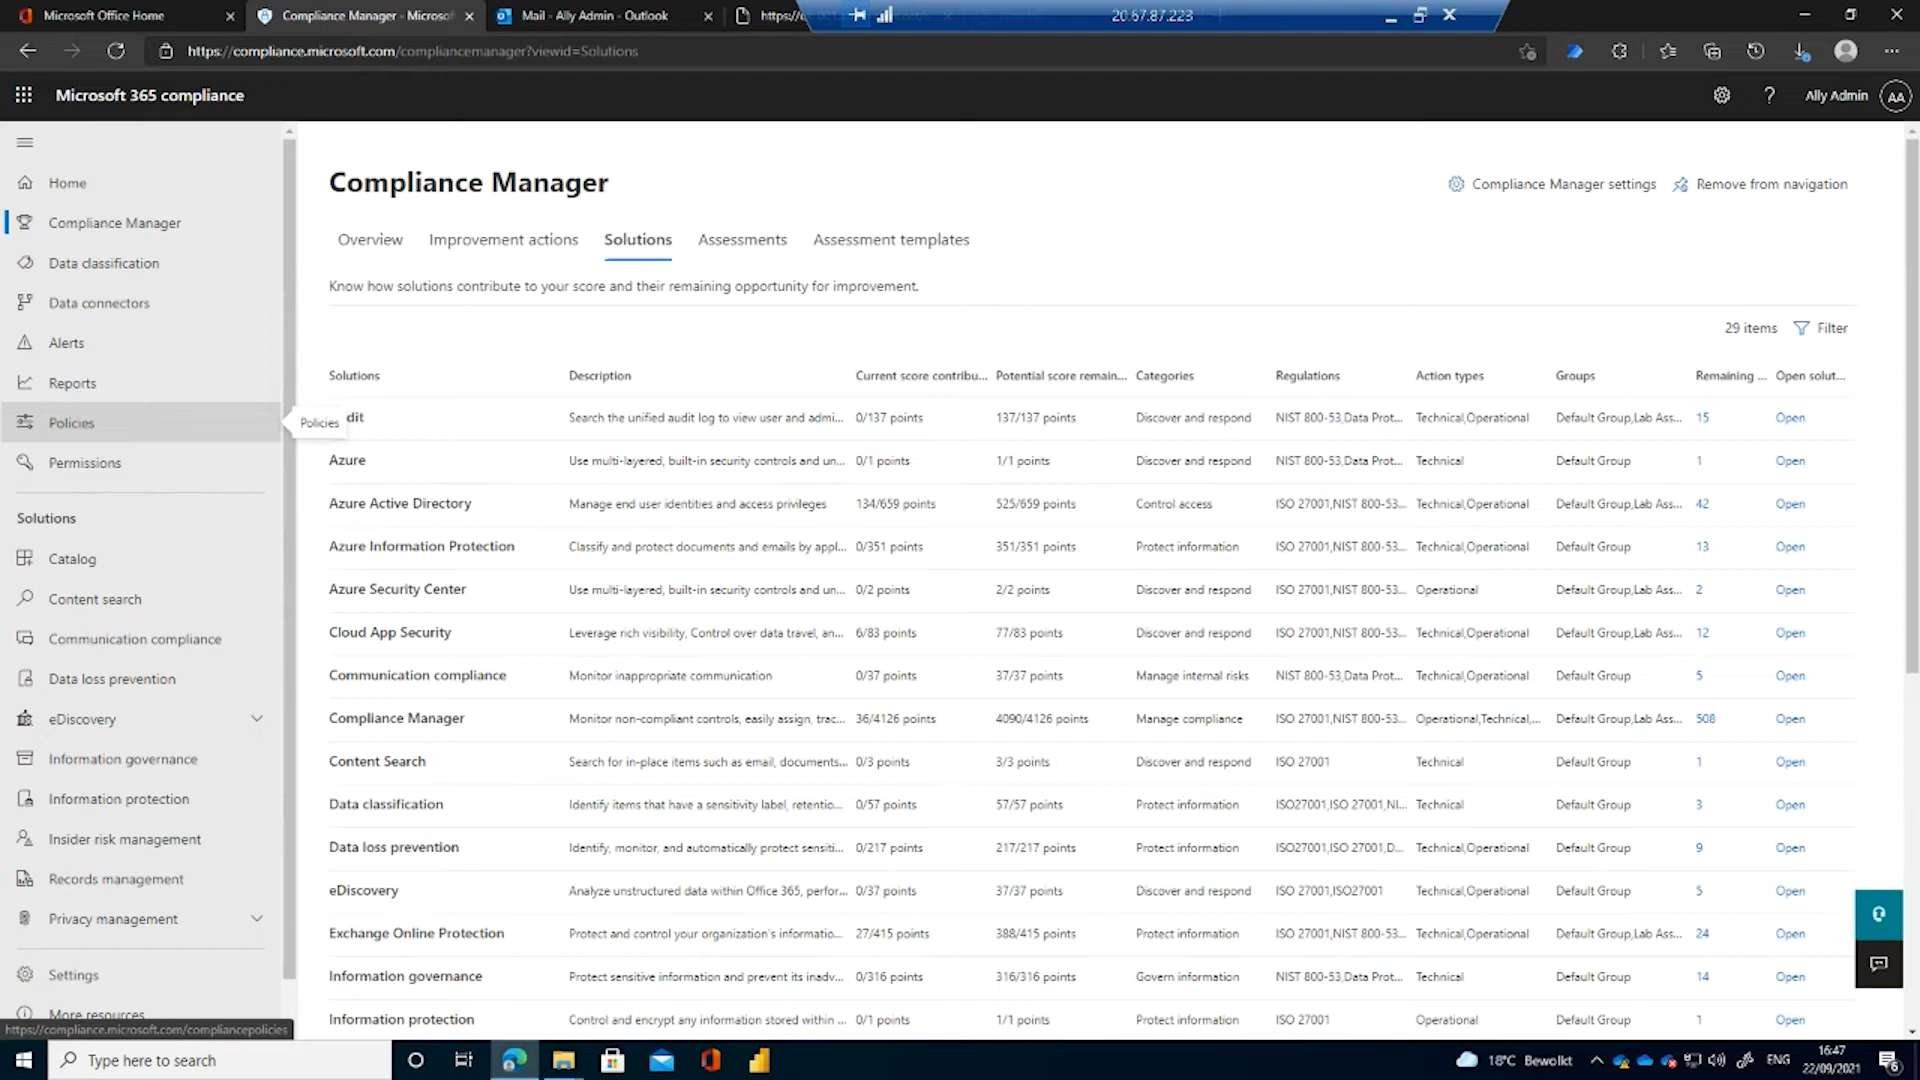 Microsoft Office Home
Compliance Manager - Microsof
Mail - Ally Admin - Outlook
20.67.87.223
https://compliance.microsoft.com/compliancemanager?viewid=Solutions
Microsoft 365 compliance
Ally Admin
AA
Home
Compliance Manager
Data classification
Data connectors
Alerts
Reports
Policies
Permissions
Solutions
Catalog
Content search
Communication compliance
Data loss prevention
eDiscovery
Information governance
Information protection
Insider risk management
Records management
Privacy management
Settings
More resources
https://compliance.microsoft.com/compliancepolicies
Policies
Compliance Manager
Compliance Manager settings
Remove from navigation
Overview Improvement actions Solutions Assessments Assessment templates
Know how solutions contribute to your score and their remaining opportunity for improvement.
29 items Filter
Solutions Description Current score contribu... Potential score remain... Categories Regulations Action types Groups Remaining ... Open solut...
dit Search the unified audit log to view user and admi... 0/137 points 137/137 points Discover and respond NIST 800-53,Data Prot... Technical,Operational Default Group,Lab Ass... 15 Open
Azure Use multi-layered, built-in security controls and un... 0/1 points 1/1 points Discover and respond NIST 800-53,Data Prot... Technical Default Group 1 Open
Azure Active Directory Manage end user identities and access privileges 134/659 points 525/659 points Control access ISO 27001,NIST 800-53... Technical,Operational Default Group,Lab Ass... 42 Open
Azure Information Protection Classify and protect documents and emails by appl... 0/351 points 351/351 points Protect information ISO 27001,NIST 800-53... Technical,Operational Default Group 13 Open
Azure Security Center Use multi-layered, built-in security controls and un... 0/2 points 2/2 points Discover and respond ISO 27001,NIST 800-53... Operational Default Group,Lab Ass... 2 Open
Cloud App Security Leverage rich visibility, Control over data travel, an... 6/83 points 77/83 points Discover and respond ISO 27001,NIST 800-53... Technical,Operational Default Group,Lab Ass... 12 Open
Communication compliance Monitor inappropriate communication 0/37 points 37/37 points Manage internal risks NIST 800-53,Data Prot... Technical,Operational Default Group,Lab Ass... 5 Open
Compliance Manager Monitor non-compliant controls, easily assign, trac... 36/4126 points 4090/4126 points Manage compliance ISO 27001,NIST 800-53... Operational,Technical,... Default Group,Lab Ass... 508 Open
Content Search Search for in-place items such as email, documents... 0/3 points 3/3 points Discover and respond ISO 27001 Technical Default Group 1 Open
Data classification Identify items that have a sensitivity label, retentio... 0/57 points 57/57 points Protect information ISO27001,ISO 27001,NI... Technical Default Group 3 Open
Data loss prevention Identify, monitor, and automatically protect sensiti... 0/217 points 217/217 points Protect information ISO27001,ISO 27001,D... Technical,Operational Default Group 9 Open
eDiscovery Analyze unstructured data within Office 365, perfor... 0/37 points 37/37 points Discover and respond ISO 27001,ISO27001 Technical,Operational Default Group 5 Open
Exchange Online Protection Protect and control your organization's informatio... 27/415 points 388/415 points Protect information ISO 27001,NIST 800-53... Technical,Operational Default Group,Lab Ass... 24 Open
Information governance Protect sensitive information and prevent its inadv... 0/316 points 316/316 points Govern information NIST 800-53,Data Prot... Technical Default Group 14 Open
Information protection Control and encrypt any information stored within ... 0/1 points 1/1 points Protect information ISO 27001 Operational Default Group 1 Open
Type here to search
18°C Bewolkt
ENG
16:47
22/09/2021
6